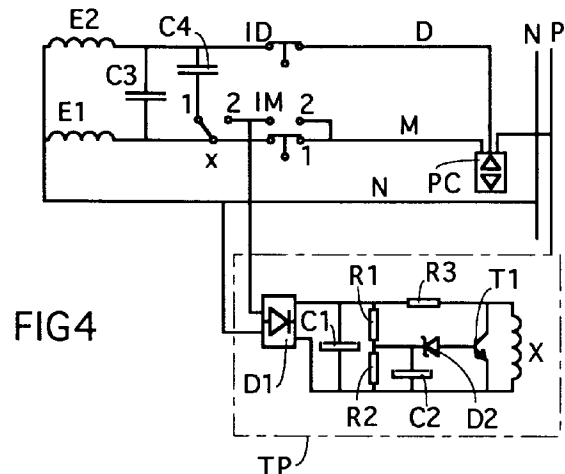 E2 C4 ID D N P
C3
E1 1 2 IM 2 M
x 1
N PC
R1 R3 T1
C1 X
FIG4
D1 R2 C2 D2
TP